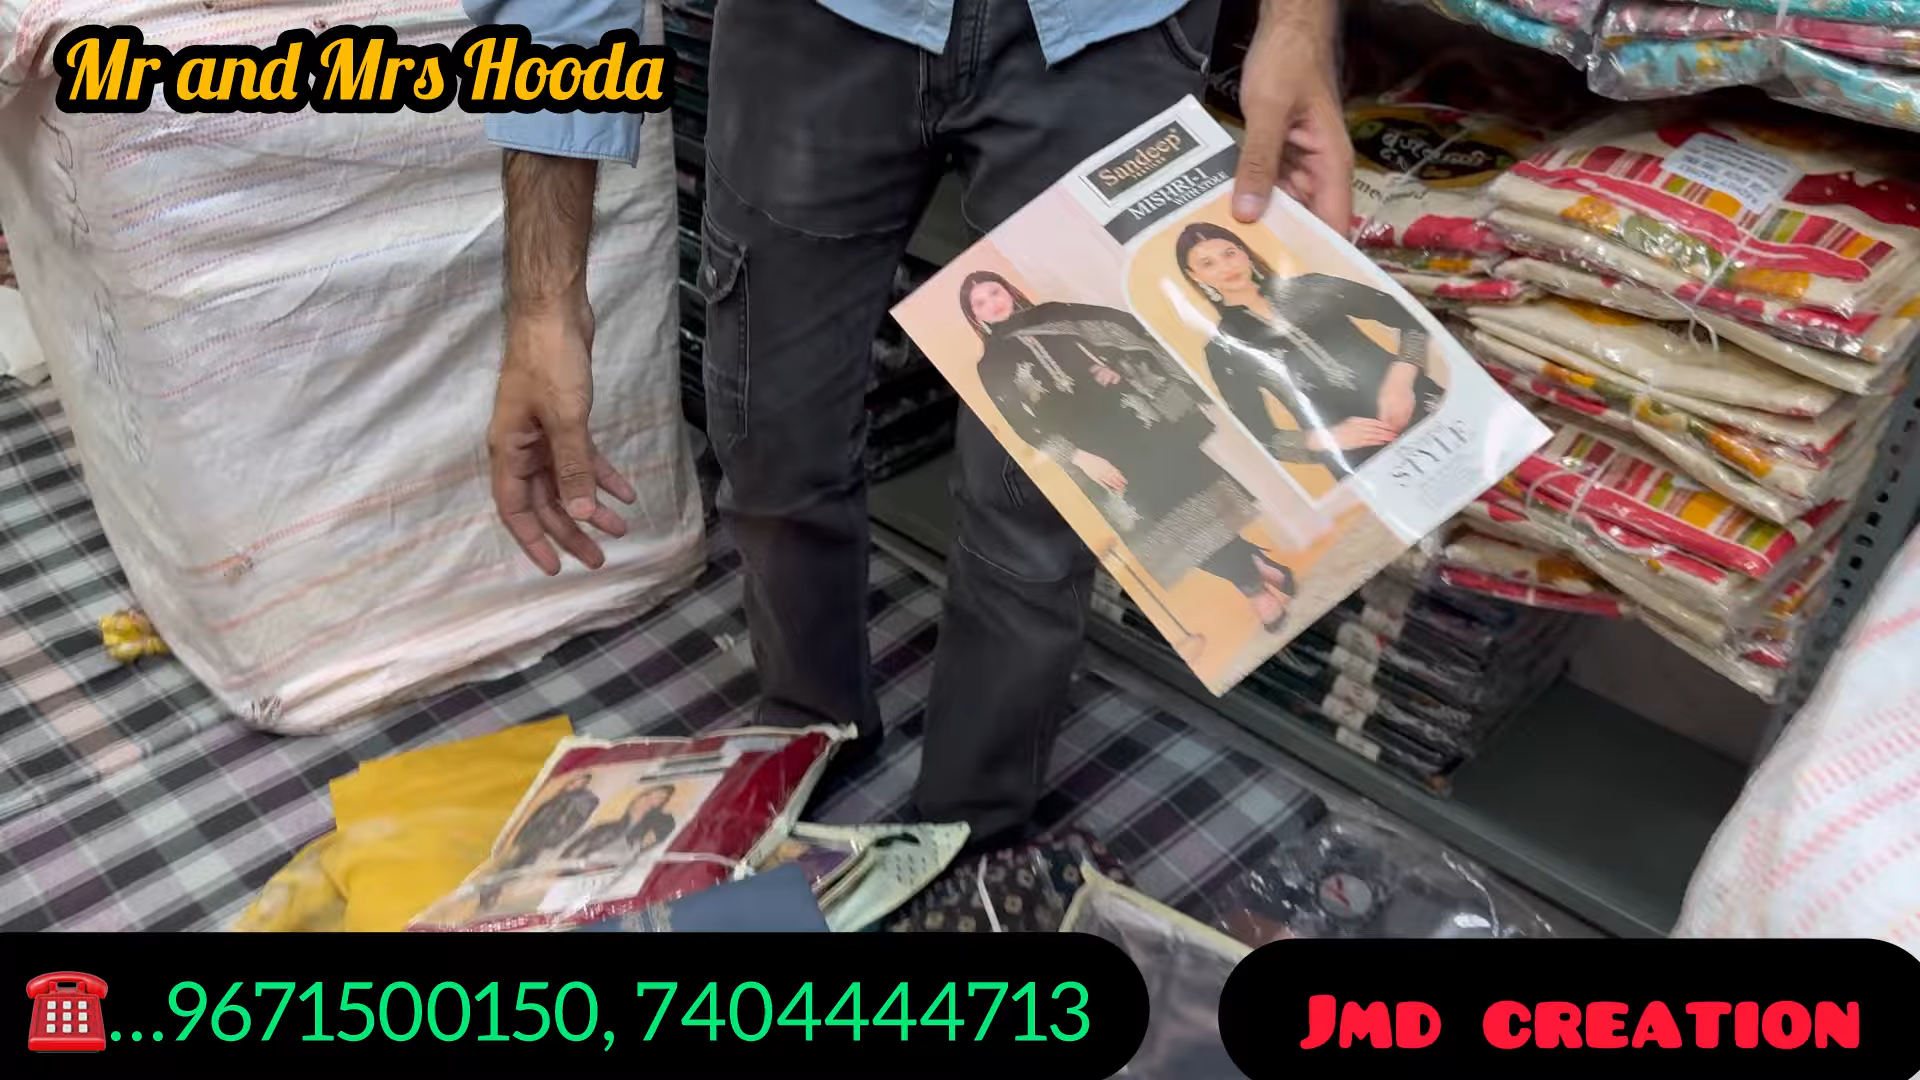 Mr and Mrs Hooda
Sandeep
MISHRI-1
WITH STOLE
STYLE
...9671500150, 7404444713
JMD CREATION